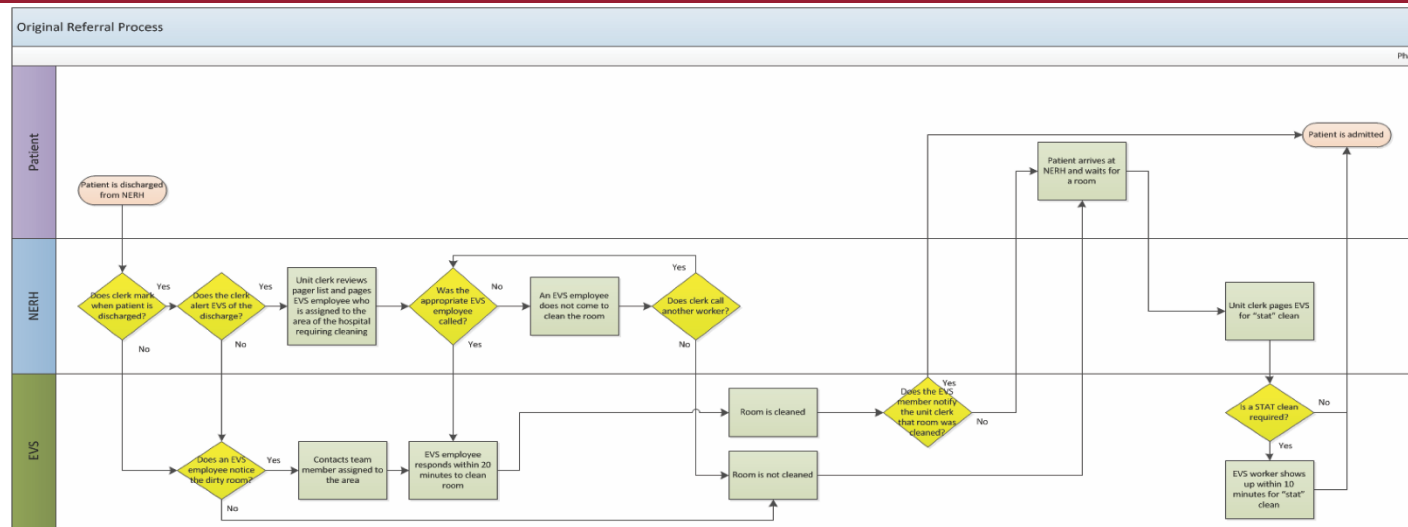 Original Referral Process
Ph
Patient
NERH
EVS
Patient is discharged
from NERH
Does clerk mark
when patient is
discharged?
Yes
No
Does the clerk
alert EVS of the
discharge?
Yes
No
Unit clerk reviews
pager list and pages
EVS employee who
is assigned to the
area of the hospital
requiring cleaning
Was the
appropriate EVS
employee
called?
No
Yes
An EVS employee
does not come to
clean the room
Does clerk call
another worker?
Yes
No
Does an EVS
employee notice
the dirty room?
Yes
No
Contacts team
member assigned to
the area
EVS employee
responds within 20
minutes to clean
room
Room is cleaned
Room is not cleaned
Does the EVS
member notify
the unit clerk
that room was
cleaned?
Yes
No
Patient arrives at
NERH and waits for
a room
Unit clerk pages EVS
for "stat" clean
Is a STAT clean
required?
No
Yes
EVS worker shows
up within 10
minutes for "stat"
clean
Patient is admitted